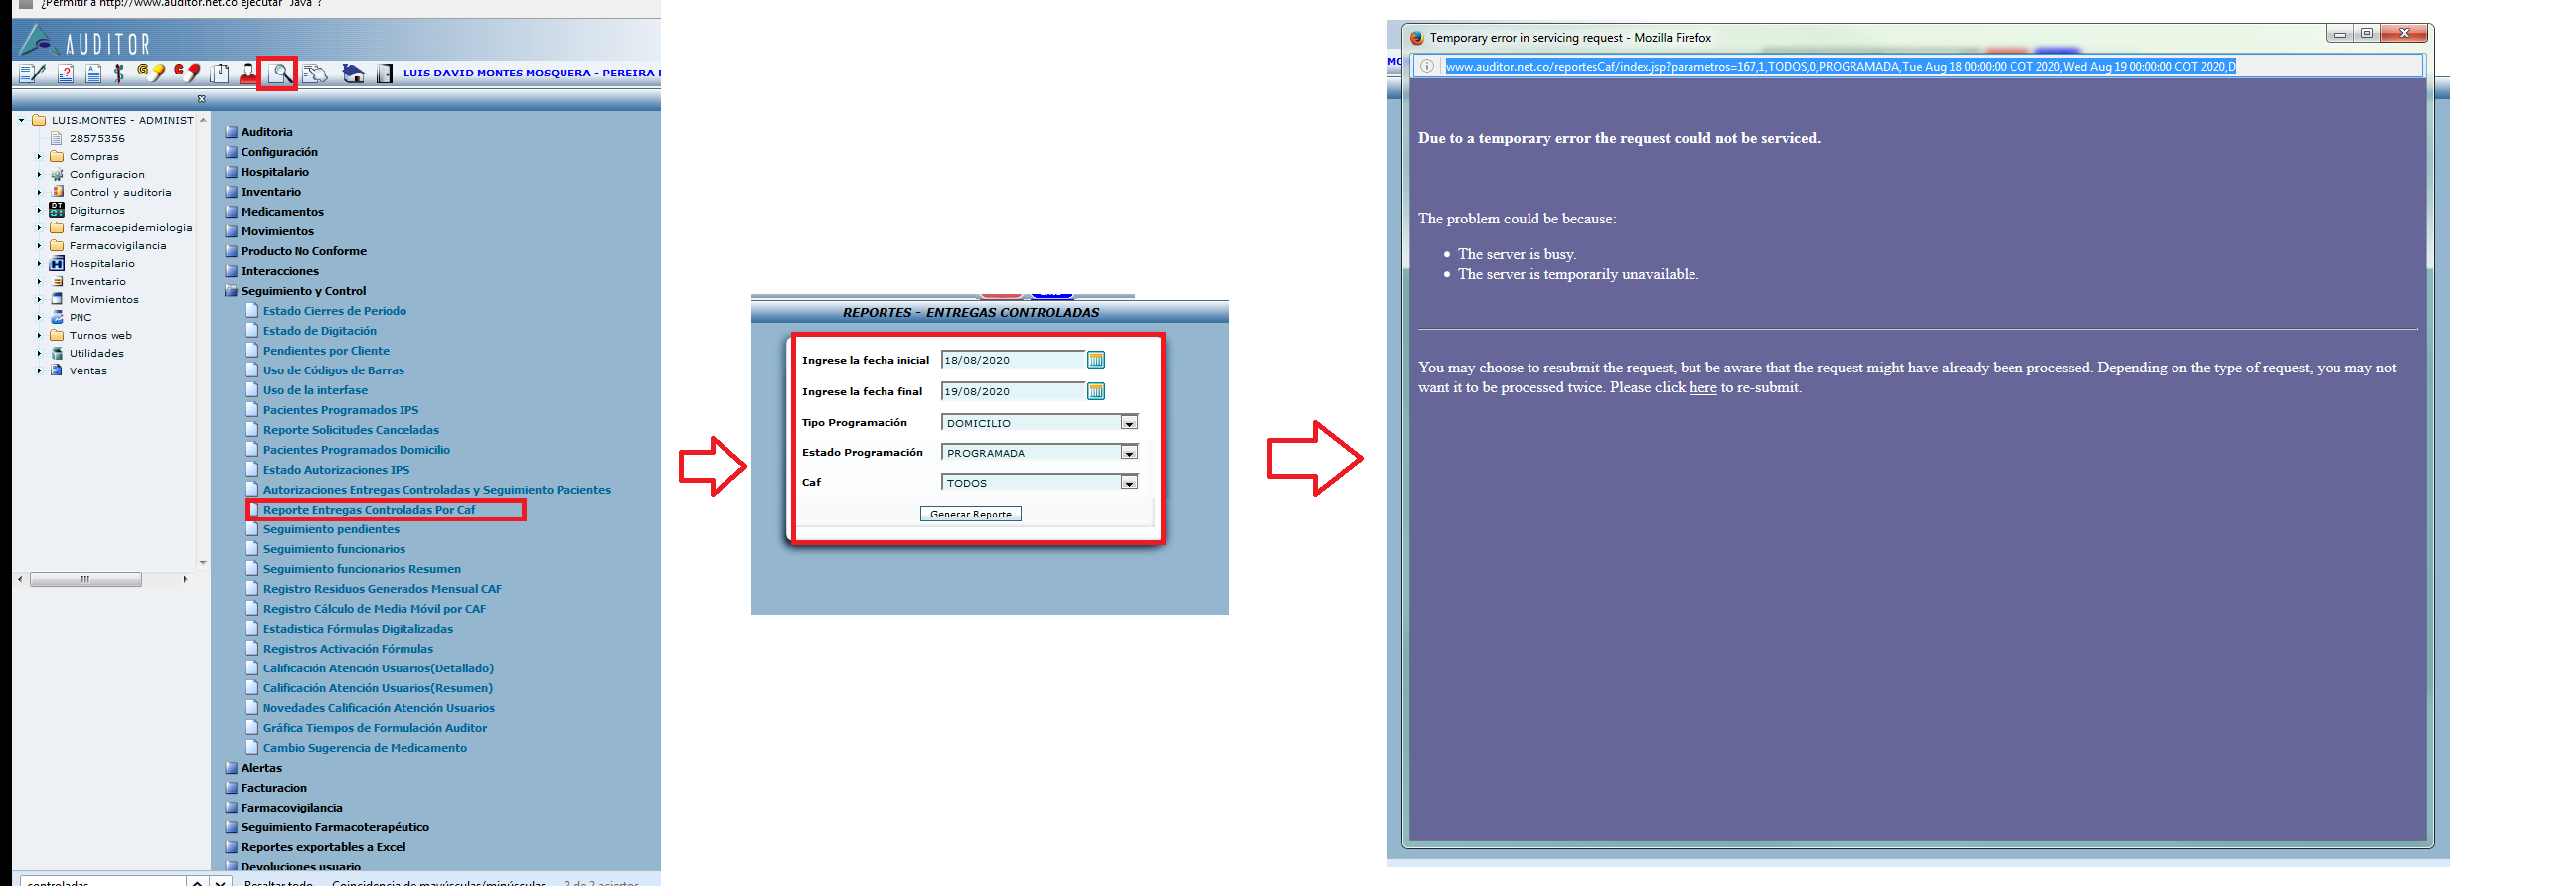 ¿Permitir a http://www.auditor.net.co ejecutar "Java"?
AUDITOR
LUIS DAVID MONTES MOSQUERA - PEREIRA
LUIS.MONTES - ADMINIST
28575356
Compras
Configuracion
Control y auditoria
Digiturnos
farmacoepidemiologia
Farmacovigilancia
Hospitalario
Inventario
Movimientos
PNC
Turnos web
Utilidades
Ventas
Auditoria
Configuración
Hospitalario
Inventario
Medicamentos
Movimientos
Producto No Conforme
Interacciones
Seguimiento y Control
Estado Cierres de Periodo
Estado de Digitación
Pendientes por Cliente
Uso de Códigos de Barras
Uso de la interfase
Pacientes Programados IPS
Reporte Solicitudes Canceladas
Pacientes Programados Domicilio
Estado Autorizaciones IPS
Autorizaciones Entregas Controladas y Seguimiento Pacientes
Reporte Entregas Controladas Por Caf
Seguimiento pendientes
Seguimiento funcionarios
Seguimiento funcionarios Resumen
Registro Residuos Generados Mensual CAF
Registro Cálculo de Media Móvil por CAF
Estadistica Fórmulas Digitalizadas
Registros Activación Fórmulas
Calificación Atención Usuarios(Detallado)
Calificación Atención Usuarios(Resumen)
Novedades Calificación Atención Usuarios
Gráfica Tiempos de Formulación Auditor
Cambio Sugerencia de Medicamento
Alertas
Facturacion
Farmacovigilancia
Seguimiento Farmacoterapéutico
Reportes exportables a Excel
Devoluciones usuario
controladas
Resaltar todo Coincidencia de mayúsculas/minúsculas 2 de 2 aciertos
REPORTES - ENTREGAS CONTROLADAS
Ingrese la fecha inicial 18/08/2020
Ingrese la fecha final 19/08/2020
Tipo Programación DOMICILIO
Estado Programación PROGRAMADA
Caf TODOS
Generar Reporte
Temporary error in servicing request - Mozilla Firefox
www.auditor.net.co/reportesCaf/index.jsp?parametros=167,1,TODOS,0,PROGRAMADA,Tue Aug 18 00:00:00 COT 2020,Wed Aug 19 00:00:00 COT 2020,D
Due to a temporary error the request could not be serviced.
The problem could be because:
The server is busy.
The server is temporarily unavailable.
You may choose to resubmit the request, but be aware that the request might have already been processed. Depending on the type of request, you may not
want it to be processed twice. Please click here to re-submit.